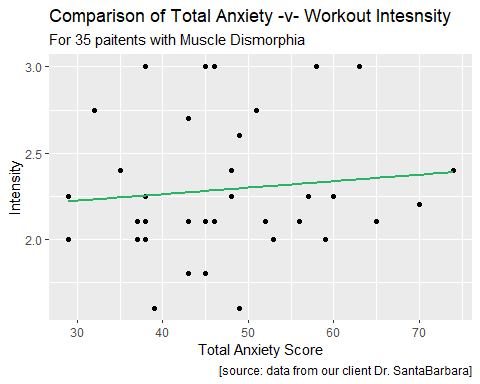 Comparison of Total Anxiety -v- Workout Intesnsity
For 35 paitents with Muscle Dismorphia
3.0
2.5
2.0
Intensity
30 40 50 60 70
Total Anxiety Score
[source: data from our client Dr. SantaBarbara]